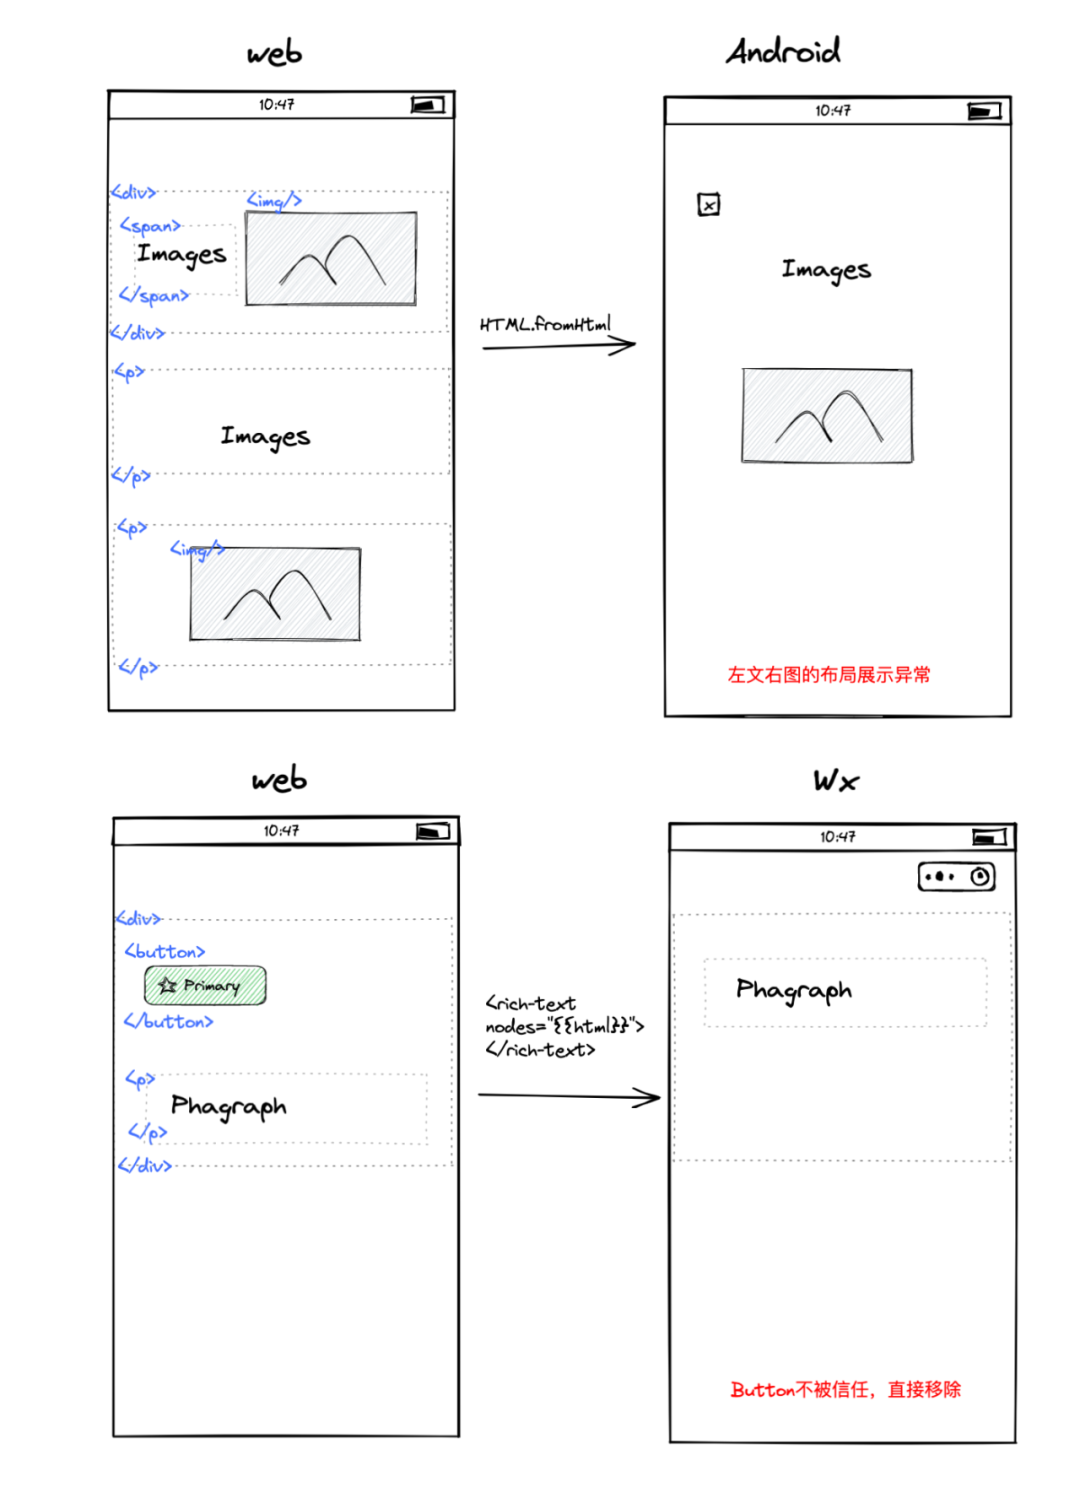 web
10:47
<div>
<img/>
<span>
Images
</span>
</div>
<p>
Images
</p>
<p>
<img/>
</p>
HTML.fromHtml
Android
10:47
x
Images
左文右图的布局展示异常
web
10:47
<div>
<button>
Primary
</button>
<p>
Phagraph
</p>
</div>
<rich-text
nodes="{{html}}">
</rich-text>
Wx
10:47
Phagraph
Button不被信任，直接移除